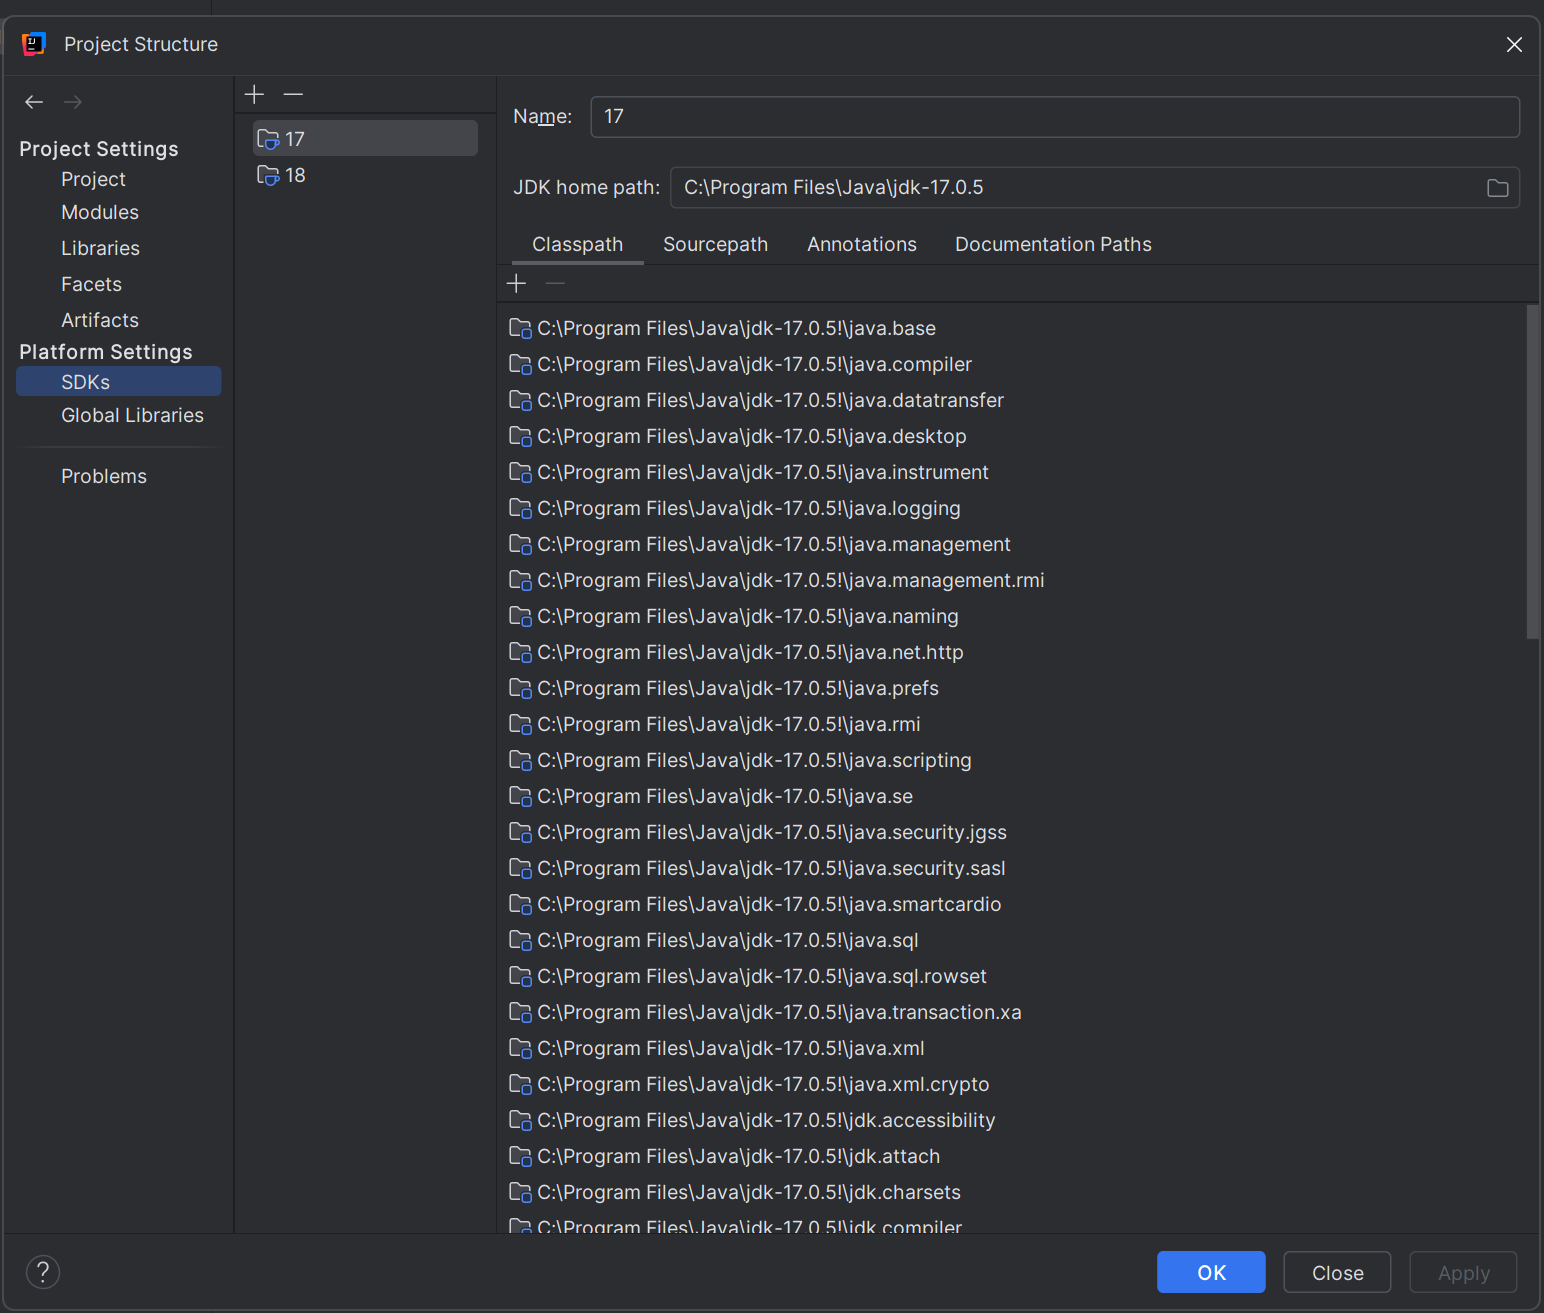 Project Structure
Project Settings
Project
Modules
Libraries
Facets
Artifacts
Platform Settings
SDKs
Global Libraries
Problems
17
18
Name: 17
JDK home path: C:\Program Files\Java\jdk-17.0.5
Classpath Sourcepath Annotations Documentation Paths
C:\Program Files\Java\jdk-17.0.5!\java.base
C:\Program Files\Java\jdk-17.0.5!\java.compiler
C:\Program Files\Java\jdk-17.0.5!\java.datatransfer
C:\Program Files\Java\jdk-17.0.5!\java.desktop
C:\Program Files\Java\jdk-17.0.5!\java.instrument
C:\Program Files\Java\jdk-17.0.5!\java.logging
C:\Program Files\Java\jdk-17.0.5!\java.management
C:\Program Files\Java\jdk-17.0.5!\java.management.rmi
C:\Program Files\Java\jdk-17.0.5!\java.naming
C:\Program Files\Java\jdk-17.0.5!\java.net.http
C:\Program Files\Java\jdk-17.0.5!\java.prefs
C:\Program Files\Java\jdk-17.0.5!\java.rmi
C:\Program Files\Java\jdk-17.0.5!\java.scripting
C:\Program Files\Java\jdk-17.0.5!\java.se
C:\Program Files\Java\jdk-17.0.5!\java.security.jgss
C:\Program Files\Java\jdk-17.0.5!\java.security.sasl
C:\Program Files\Java\jdk-17.0.5!\java.smartcardio
C:\Program Files\Java\jdk-17.0.5!\java.sql
C:\Program Files\Java\jdk-17.0.5!\java.sql.rowset
C:\Program Files\Java\jdk-17.0.5!\java.transaction.xa
C:\Program Files\Java\jdk-17.0.5!\java.xml
C:\Program Files\Java\jdk-17.0.5!\java.xml.crypto
C:\Program Files\Java\jdk-17.0.5!\jdk.accessibility
C:\Program Files\Java\jdk-17.0.5!\jdk.attach
C:\Program Files\Java\jdk-17.0.5!\jdk.charsets
C:\Program Files\Java\jdk-17.0.5!\jdk.compiler
? OK Close Apply